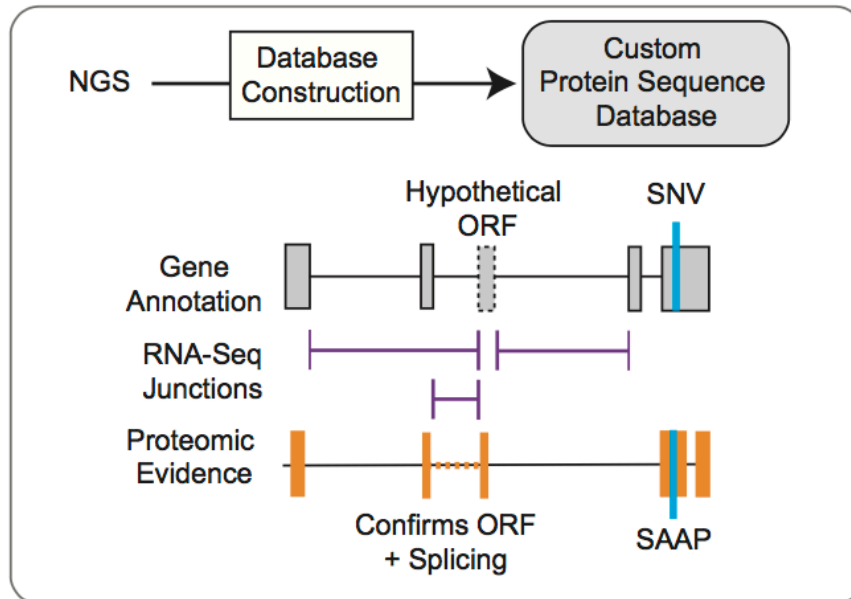 NGS
Database
Construction
Custom
Protein Sequence
Database
Hypothetical
ORF
SNV
Gene
Annotation
RNA-Seq
Junctions
Proteomic
Evidence
Confirms ORF
+ Splicing
SAAP